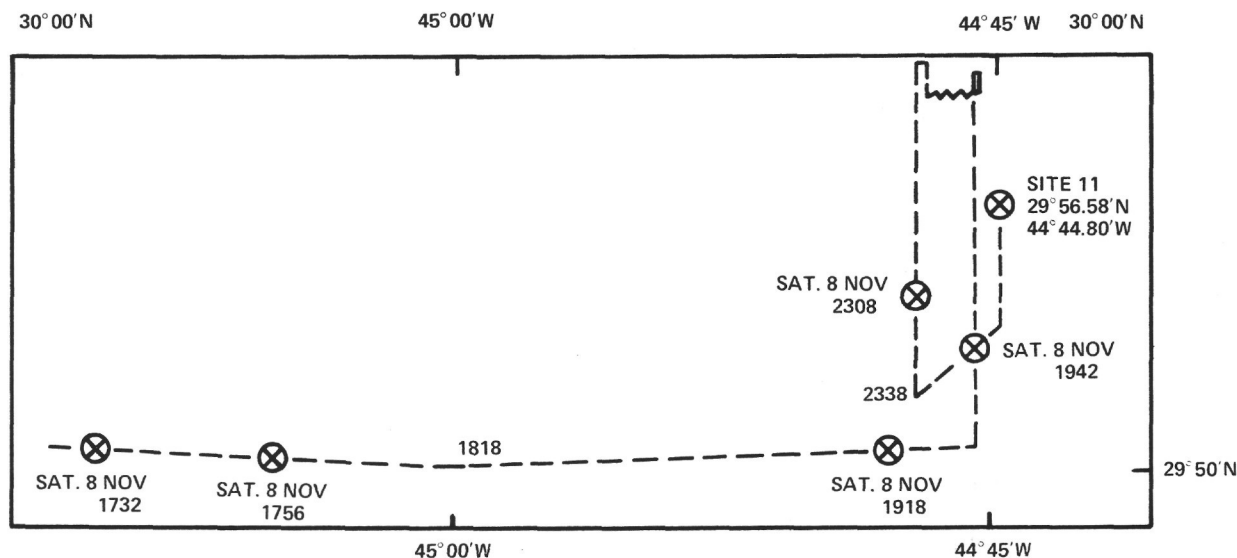 30°00'N
45°00'W
44°45' W
30°00'N
SITE 11
29°56.58'N
44°44.80'W
SAT. 8 NOV
2308
SAT. 8 NOV
1942
2338
1818
SAT. 8 NOV
1732
SAT. 8 NOV
1756
SAT. 8 NOV
1918
29°50'N
45°00'W
44°45'W